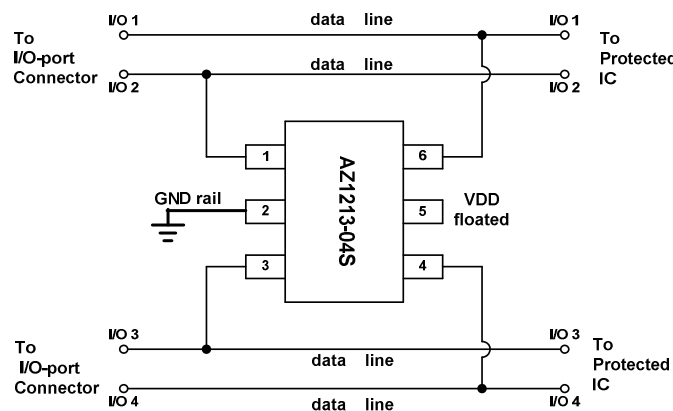 I/O 1
data line
I/O 1
To
I/O-port
Connector
To
Protected
IC
data line
I/O 2
I/O 2
1
6
AZ1213-04S
GND rail
2
5
VDD
floated
3
4
I/O 3
I/O 3
To
I/O-port
Connector
data line
To
Protected
IC
I/O 4
data line
I/O 4